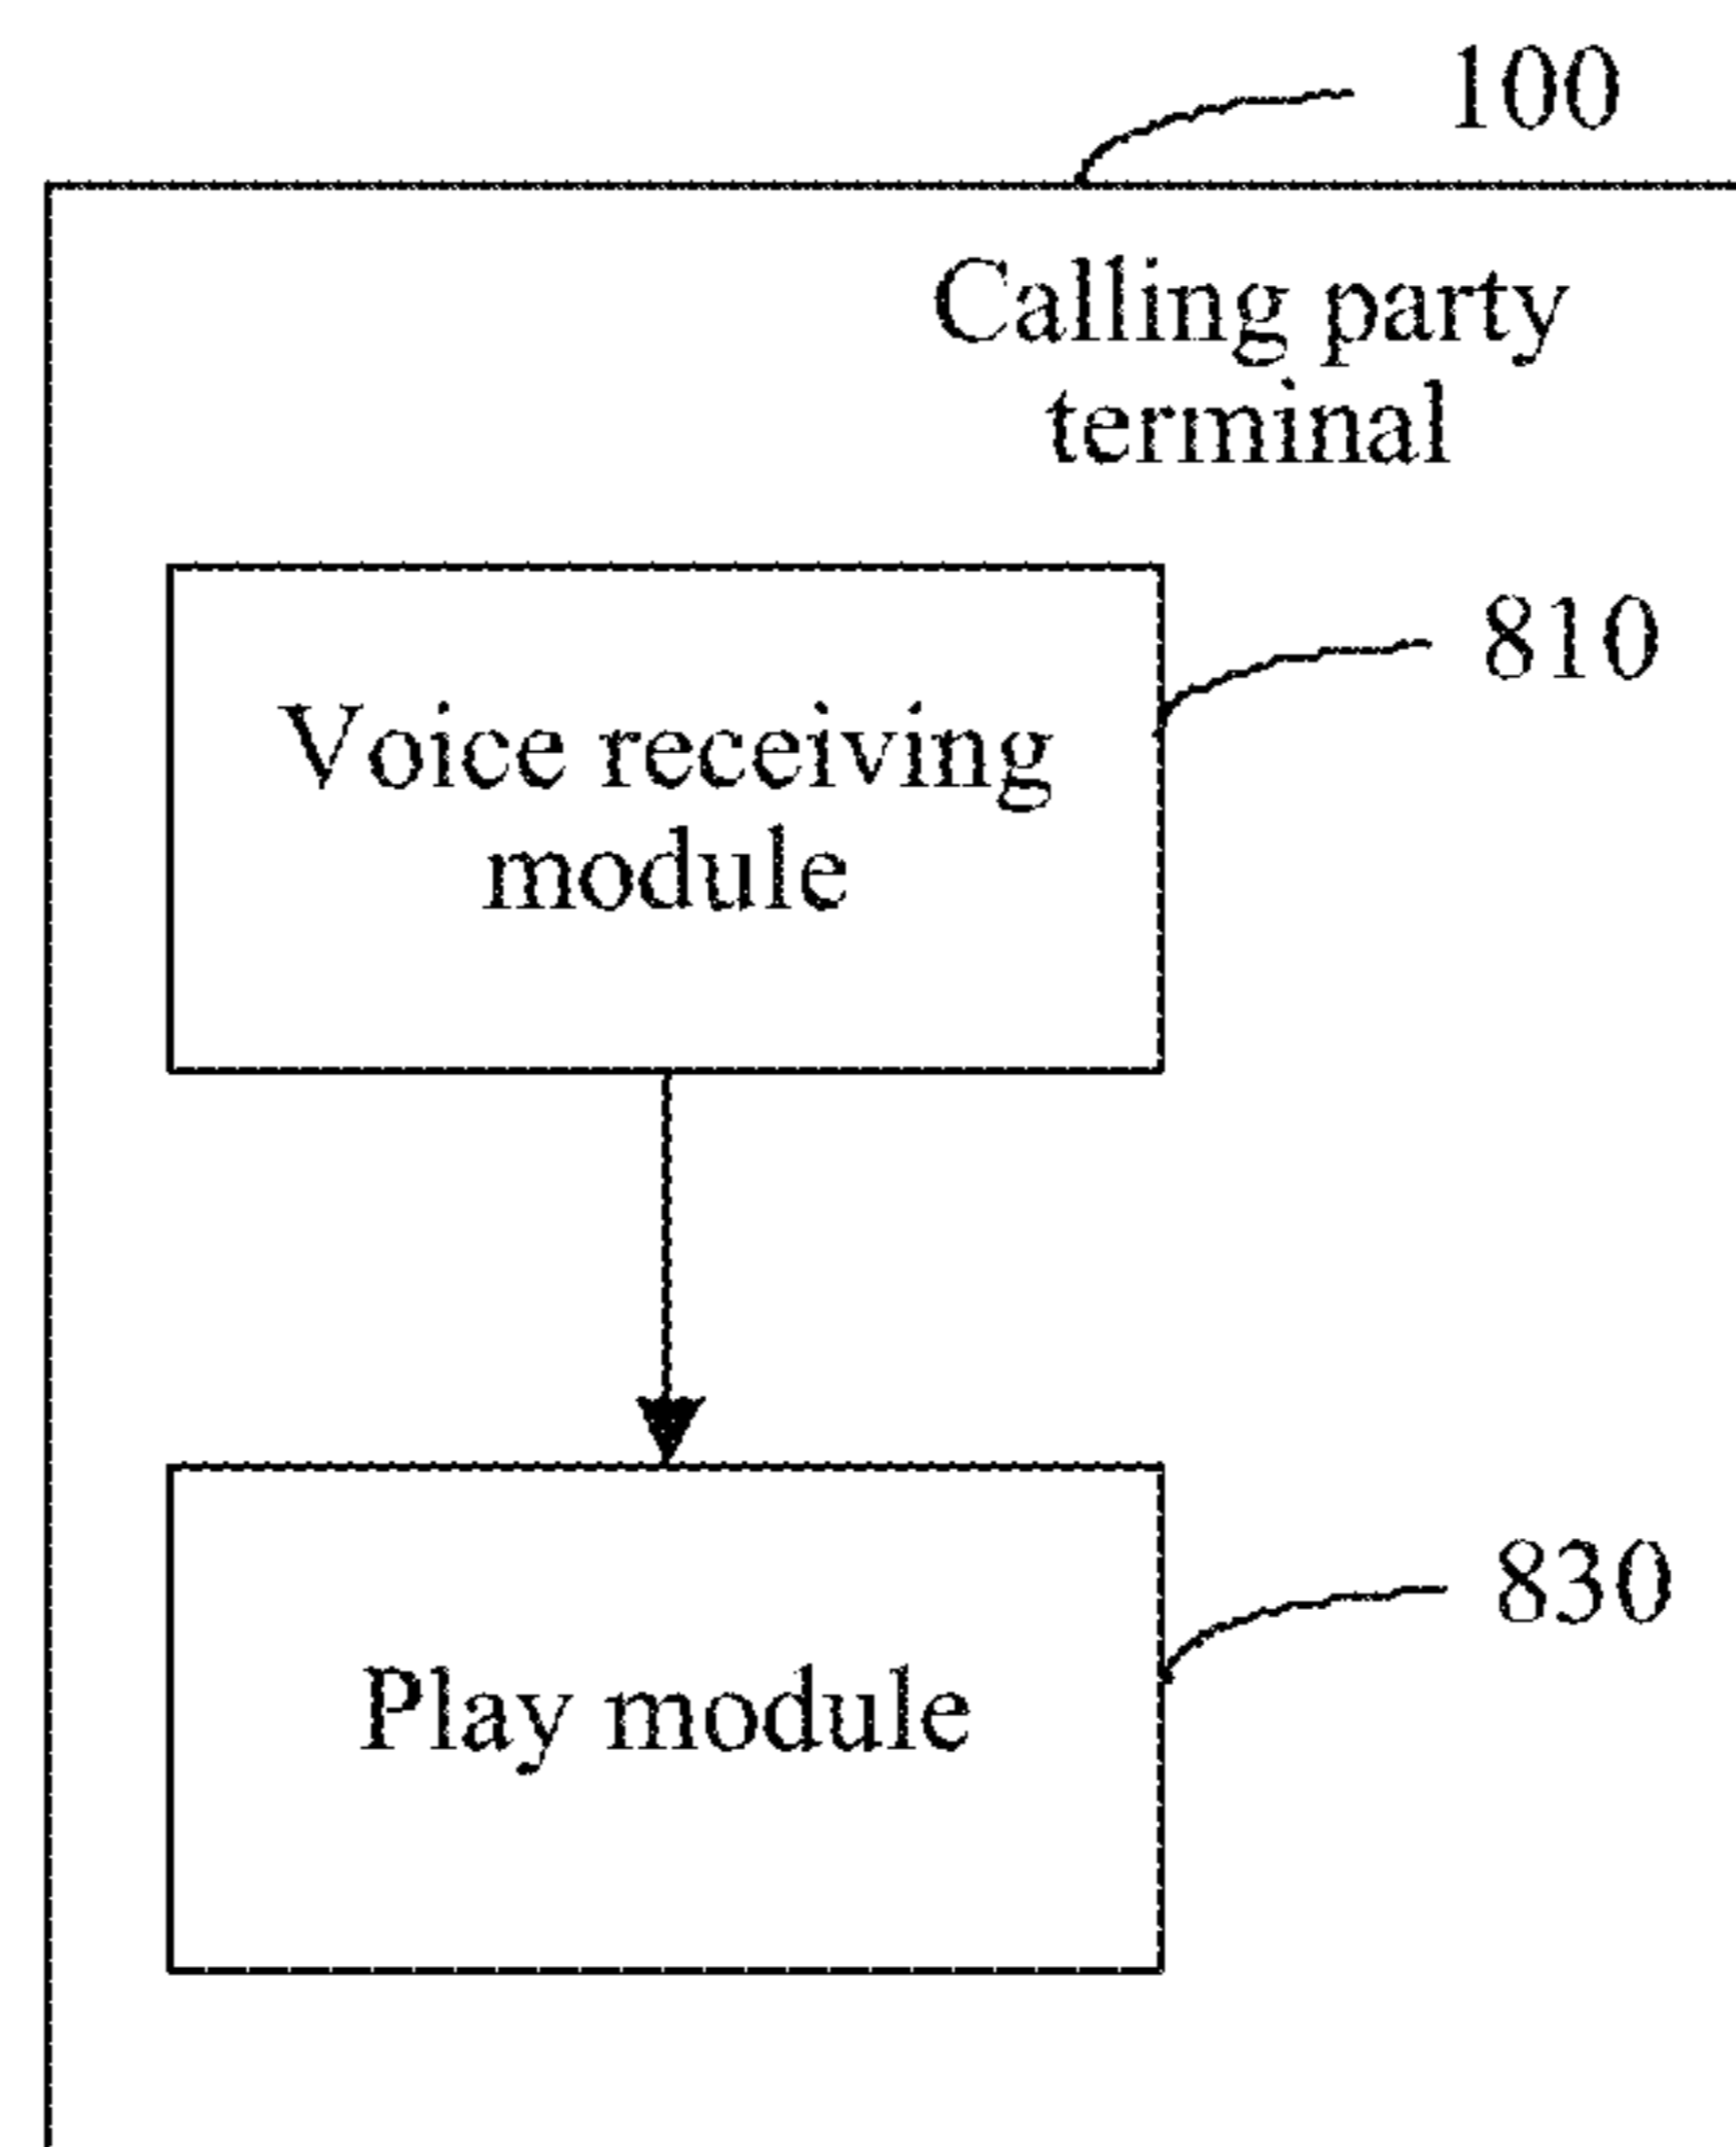 100
Calling party
terminal
810
Voice receiving
module
830
Play module